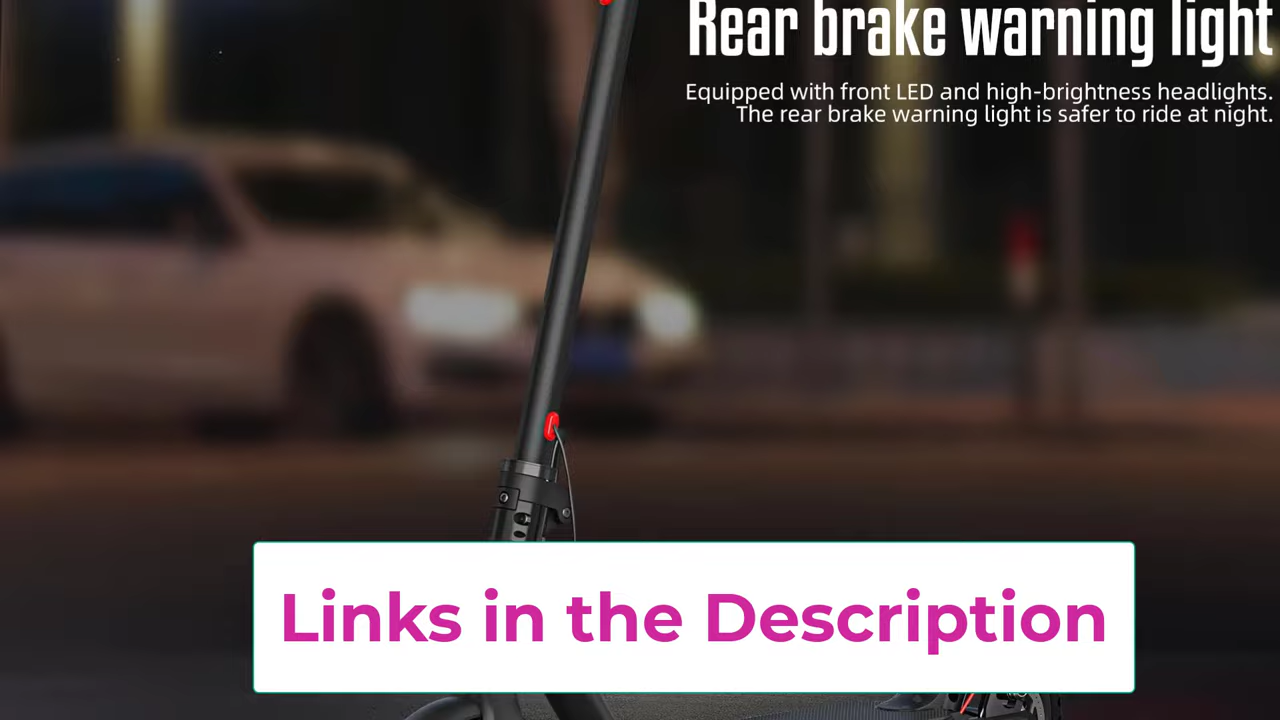 Rear brake warning light
Equipped with front LED and high-brightness headlights.
The rear brake warning light is safer to ride at night.
Links in the Description